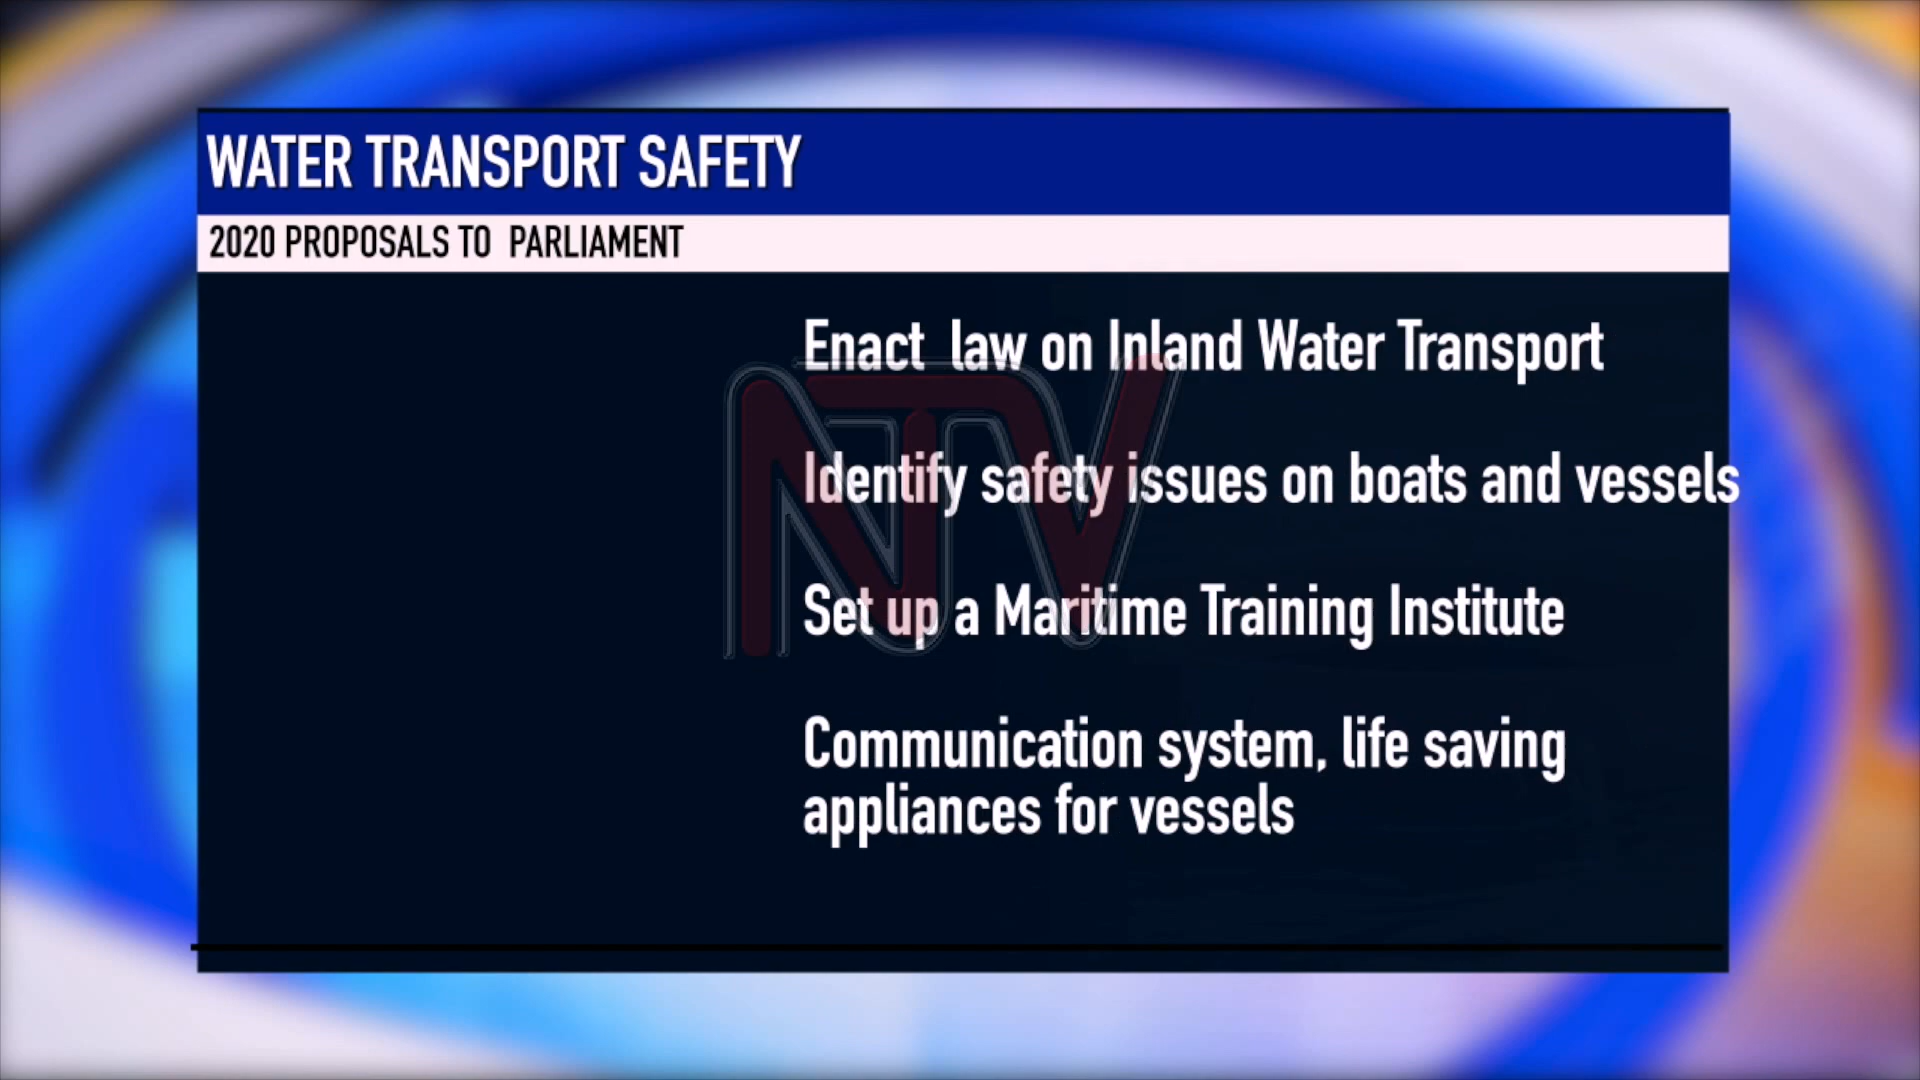 WATER TRANSPORT SAFETY
2020 PROPOSALS TO PARLIAMENT
Enact law on Inland Water Transport
NTV
Identify safety issues on boats and vessels
Set up a Maritime Training Institute
Communication system, life saving
appliances for vessels